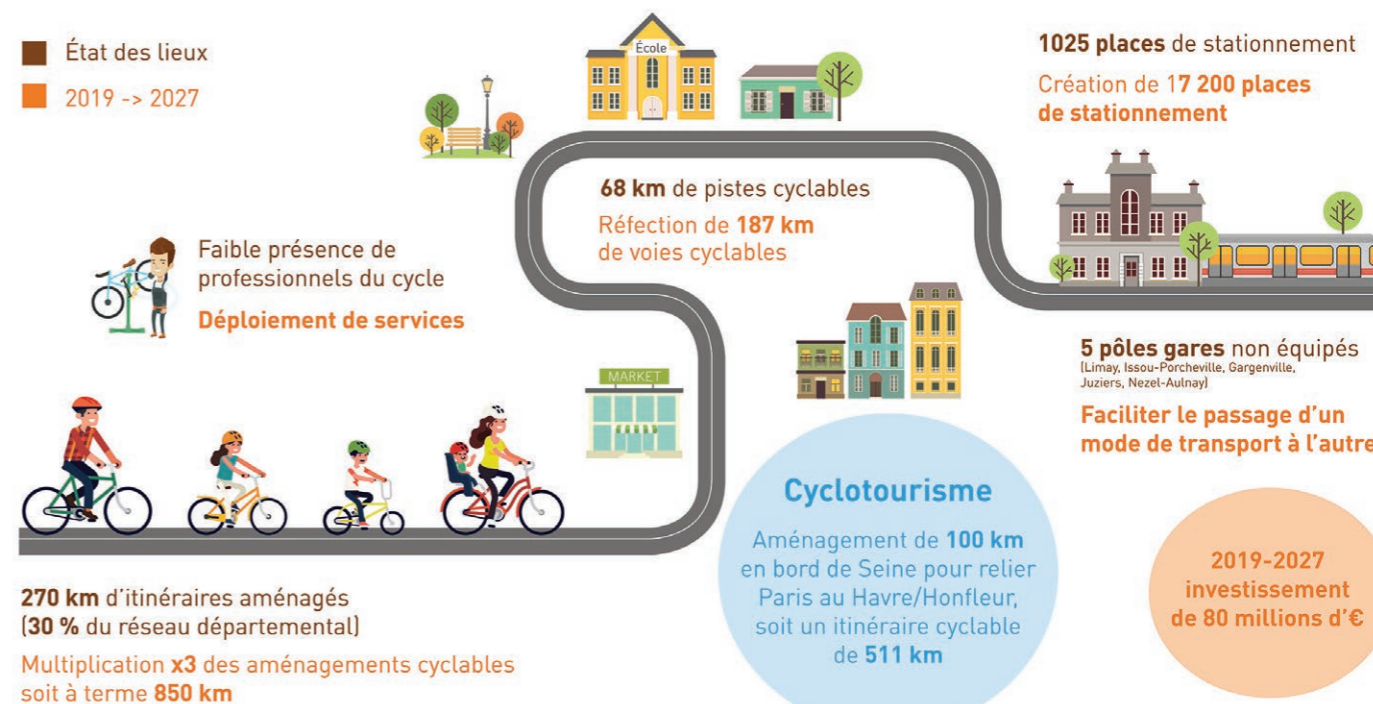 État des lieux
2019 -> 2027
École
1025 places de stationnement
Création de 17 200 places
de stationnement
68 km de pistes cyclables
Réfection de 187 km
de voies cyclables
Faible présence de
professionnels du cycle
Déploiement de services
MARKET
5 pôles gares non équipés
(Limay, Issou-Porcheville, Gargenville,
Juziers, Nezel-Aulnay)
Faciliter le passage d'un
mode de transport à l'autre
Cyclotourisme
Aménagement de 100 km
en bord de Seine pour relier
Paris au Havre/Honfleur,
soit un itinéraire cyclable
de 511 km
2019-2027
investissement
de 80 millions d'€
270 km d'itinéraires aménagés
(30 % du réseau départemental)
Multiplication x3 des aménagements cyclables
soit à terme 850 km